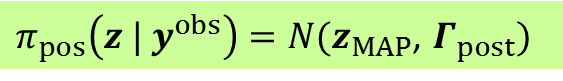 π_pos(z | y^obs) = N(z_MAP, Γ_post)